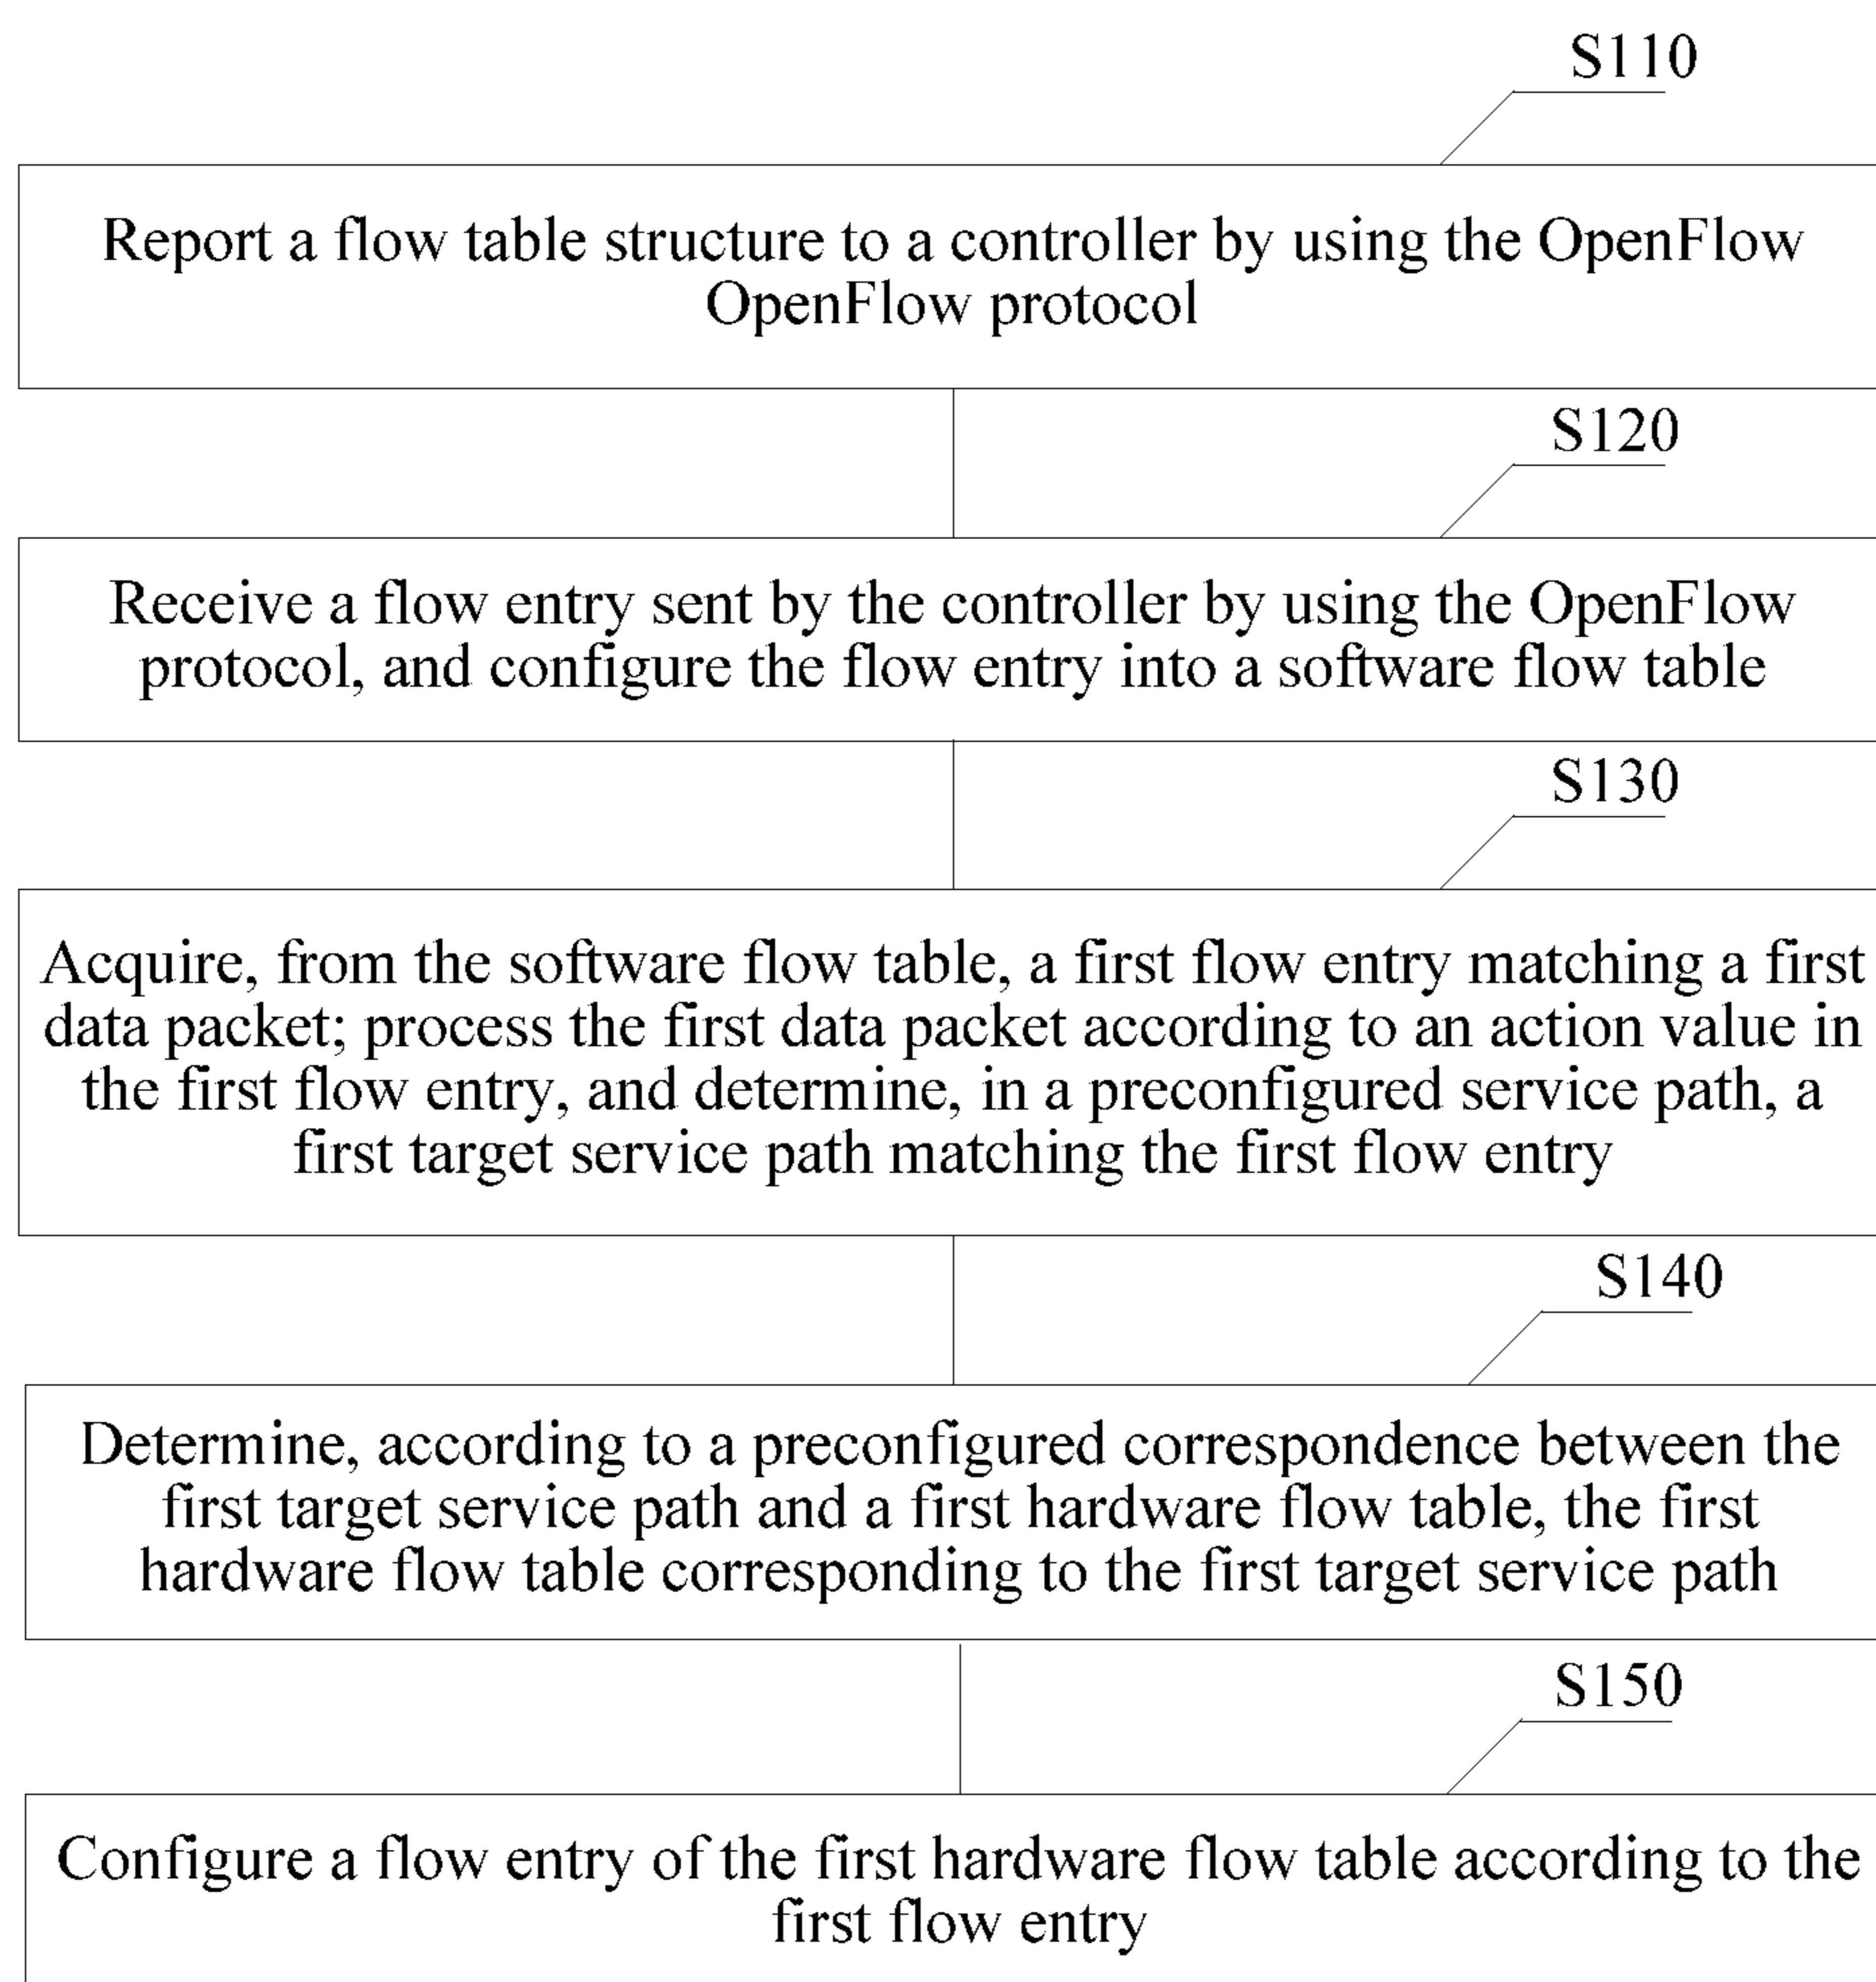 S110
Report a flow table structure to a controller by using the OpenFlow
OpenFlow protocol
S120
Receive a flow entry sent by the controller by using the OpenFlow
protocol, and configure the flow entry into a software flow table
S130
Acquire, from the software flow table, a first flow entry matching a first
data packet; process the first data packet according to an action value in
the first flow entry, and determine, in a preconfigured service path, a
first target service path matching the first flow entry
S140
Determine, according to a preconfigured correspondence between the
first target service path and a first hardware flow table, the first
hardware flow table corresponding to the first target service path
S150
Configure a flow entry of the first hardware flow table according to the
first flow entry